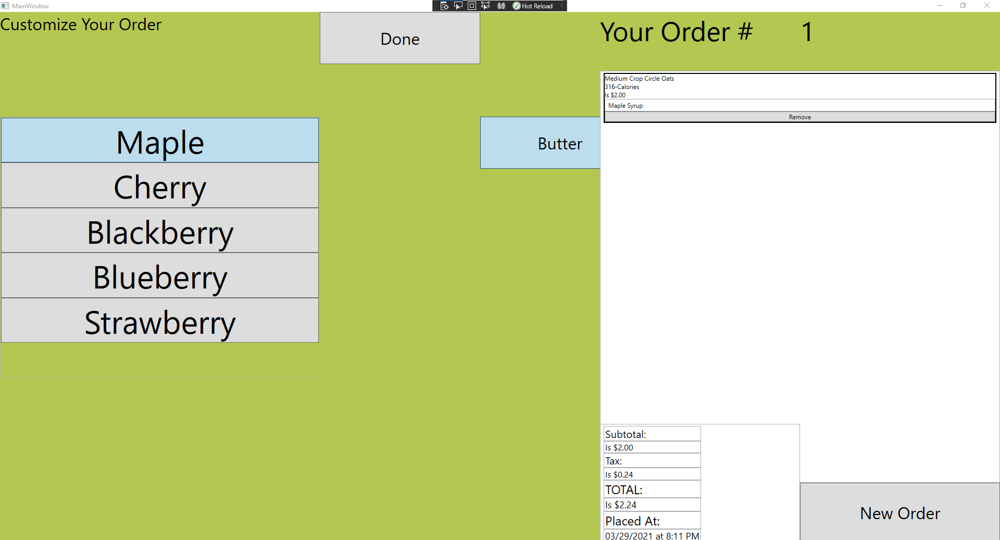 MainWindow
Hot Reload
Customize Your Order
Done
Your Order # 1
Maple
Cherry
Blackberry
Blueberry
Strawberry
Butter
Medium Crop Circle Oats
316-Calories
Is $2.00
Maple Syrup
Remove
Subtotal:
Is $2.00
Tax:
Is $0.24
TOTAL:
Is $2.24
Placed At:
03/29/2021 at 8:11 PM
New Order